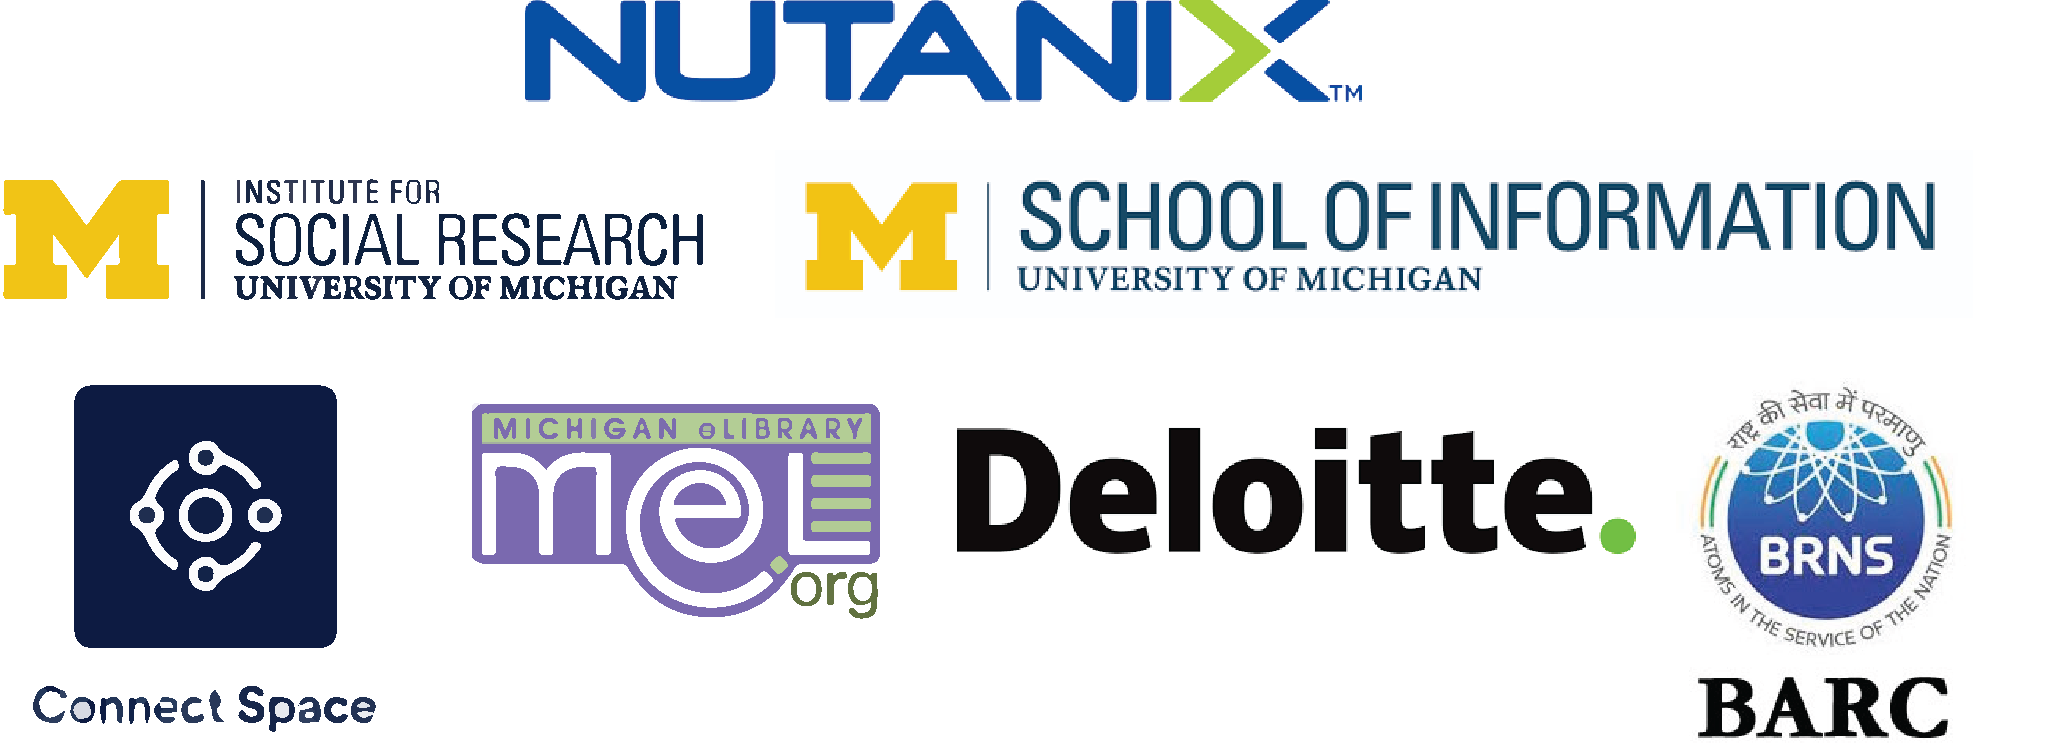 NUTANIX™
M INSTITUTE FOR
SOCIAL RESEARCH
UNIVERSITY OF MICHIGAN
M SCHOOL OF INFORMATION
UNIVERSITY OF MICHIGAN
Connect Space
MICHIGAN eLIBRARY
mel
.org
Deloitte.
राष्ट्र की सेवा में परमाणु
BRNS
ATOMS IN THE SERVICE OF THE NATION
BARC